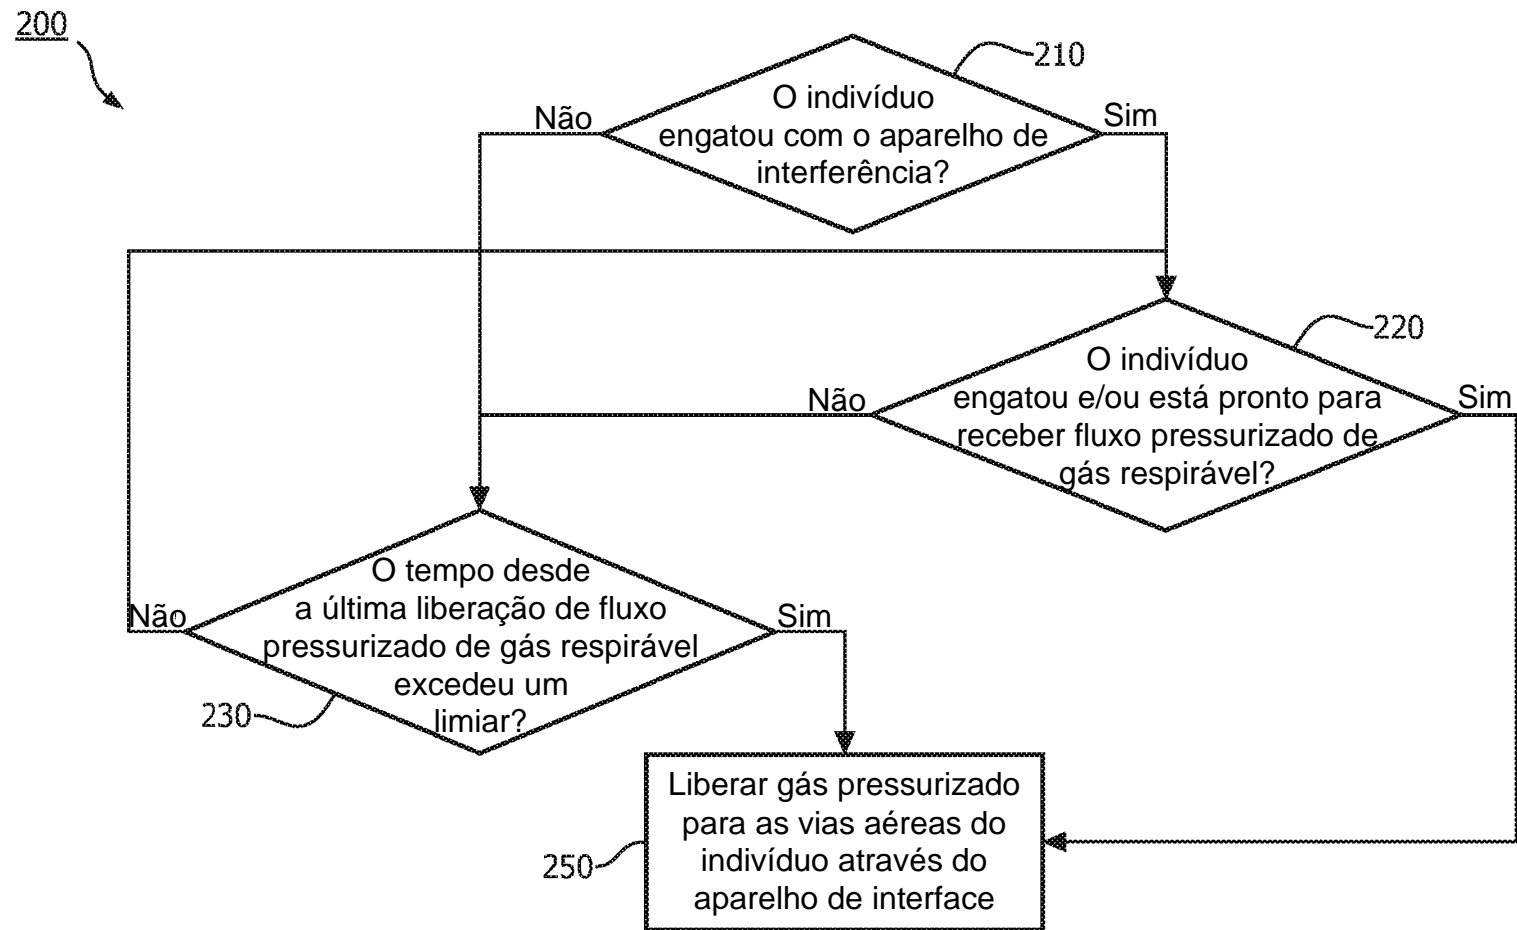 200
210
O indivíduo
engatou com o aparelho de
interferência?
Não
Sim
220
O indivíduo
engatou e/ou está pronto para
receber fluxo pressurizado de
gás respirável?
Não
Sim
O tempo desde
a última liberação de fluxo
pressurizado de gás respirável
excedeu um
limiar?
Não
Sim
230
Liberar gás pressurizado
para as vias aéreas do
indivíduo através do
aparelho de interface
250